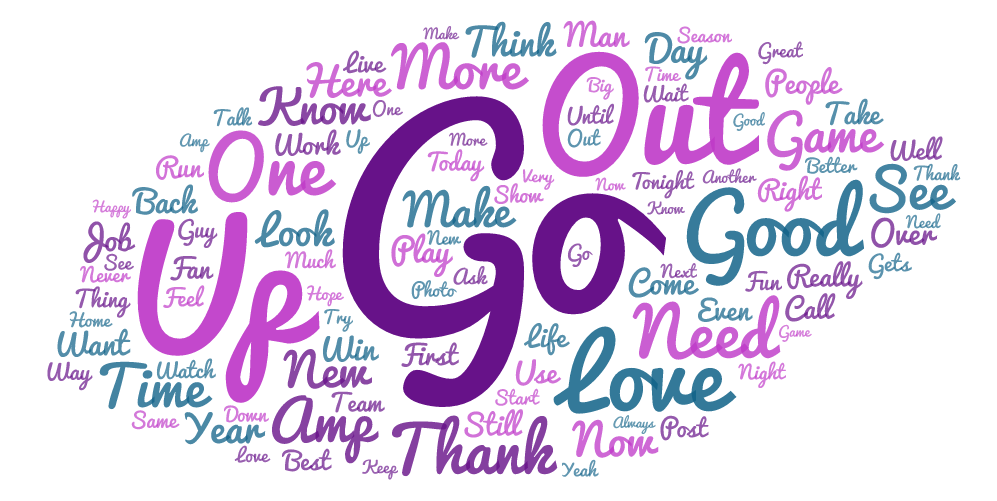 Make
Think
Man
Season
Day
Great
Live
Here
More
Time
People
Big
Wait
Know
One
Until
Out
Out
Good
Game
Take
Talk
Amp
Work
Up
More
Today
Very
Show
Now
Tonight
Another
Better
Well
Run
One
Right
See
Thank
Happy
Back
Make
Know
Good
Need
Over
Job
Guy
Look
New
Play
Go
Go
See
Never
Fan
Much
Ask
Photo
Come
Next
Fun
Really
Gets
Thing
Feel
Hope
Up
Try
Even
Call
Home
Want
Win
First
Life
Need
Game
Way
Watch
Time
New
Use
Love
Night
Same
Year
Down
Team
Amp
Start
Still
Always
Now
Post
Love
Best
Keep
Thank
Yeah